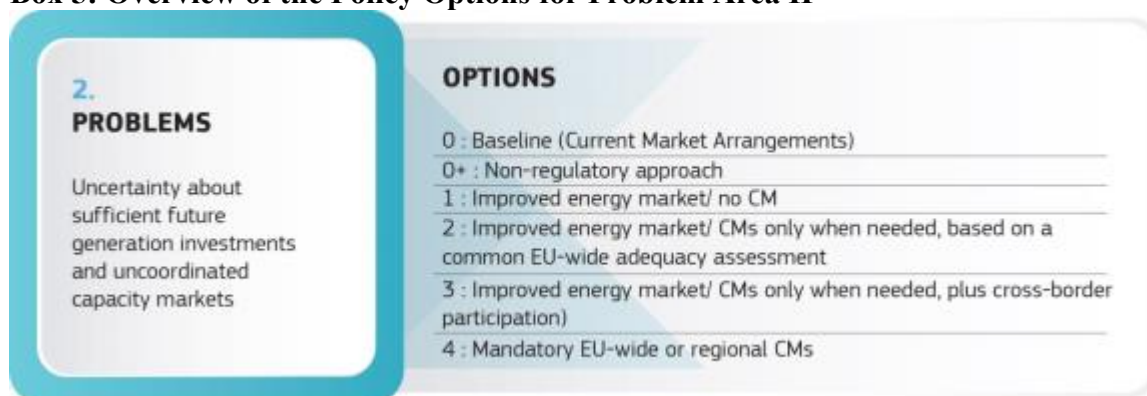 Box 3: Overview of the Policy Options for Problem Area II
2.
PROBLEMS
Uncertainty about
sufficient future
generation investments
and uncoordinated
capacity markets
OPTIONS
0 : Baseline (Current Market Arrangements)
0+ : Non-regulatory approach
1 : Improved energy market/ no CM
2 : Improved energy market/ CMs only when needed, based on a
common EU-wide adequacy assessment
3 : Improved energy market/ CMs only when needed, plus cross-border
participation)
4 : Mandatory EU-wide or regional CMs